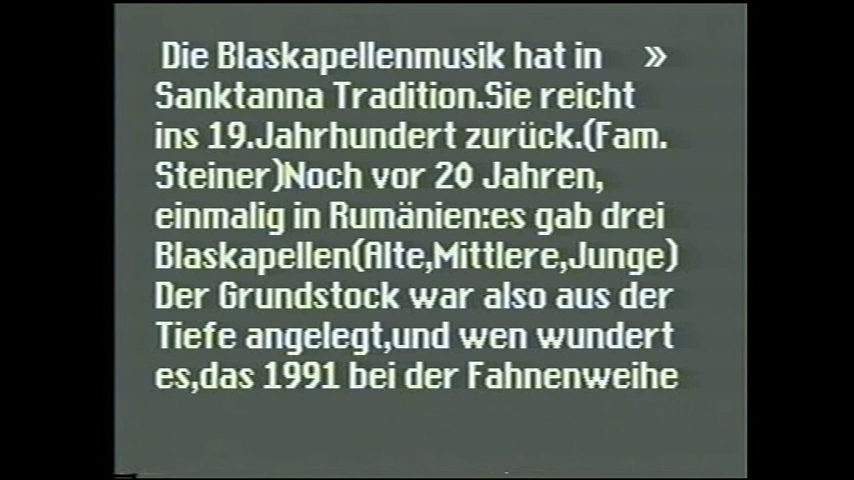 Die Blaskapellenmusik hat in »
Sanktanna Tradition.Sie reicht
ins 19.Jahrhundert zurück.(Fam.
Steiner)Noch vor 20 Jahren,
einmalig in Rumänien:es gab drei
Blaskapellen(Alte,Mittlere,Junge)
Der Grundstock war also aus der
Tiefe angelegt,und wen wundert
es,das 1991 bei der Fahnenweihe